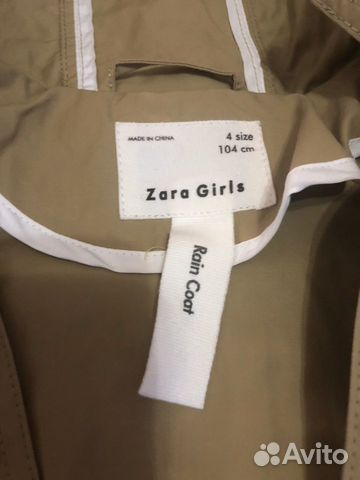 MADE IN CHINA
4 size
104 cm
Zara Girls
Rain Coat
Avito